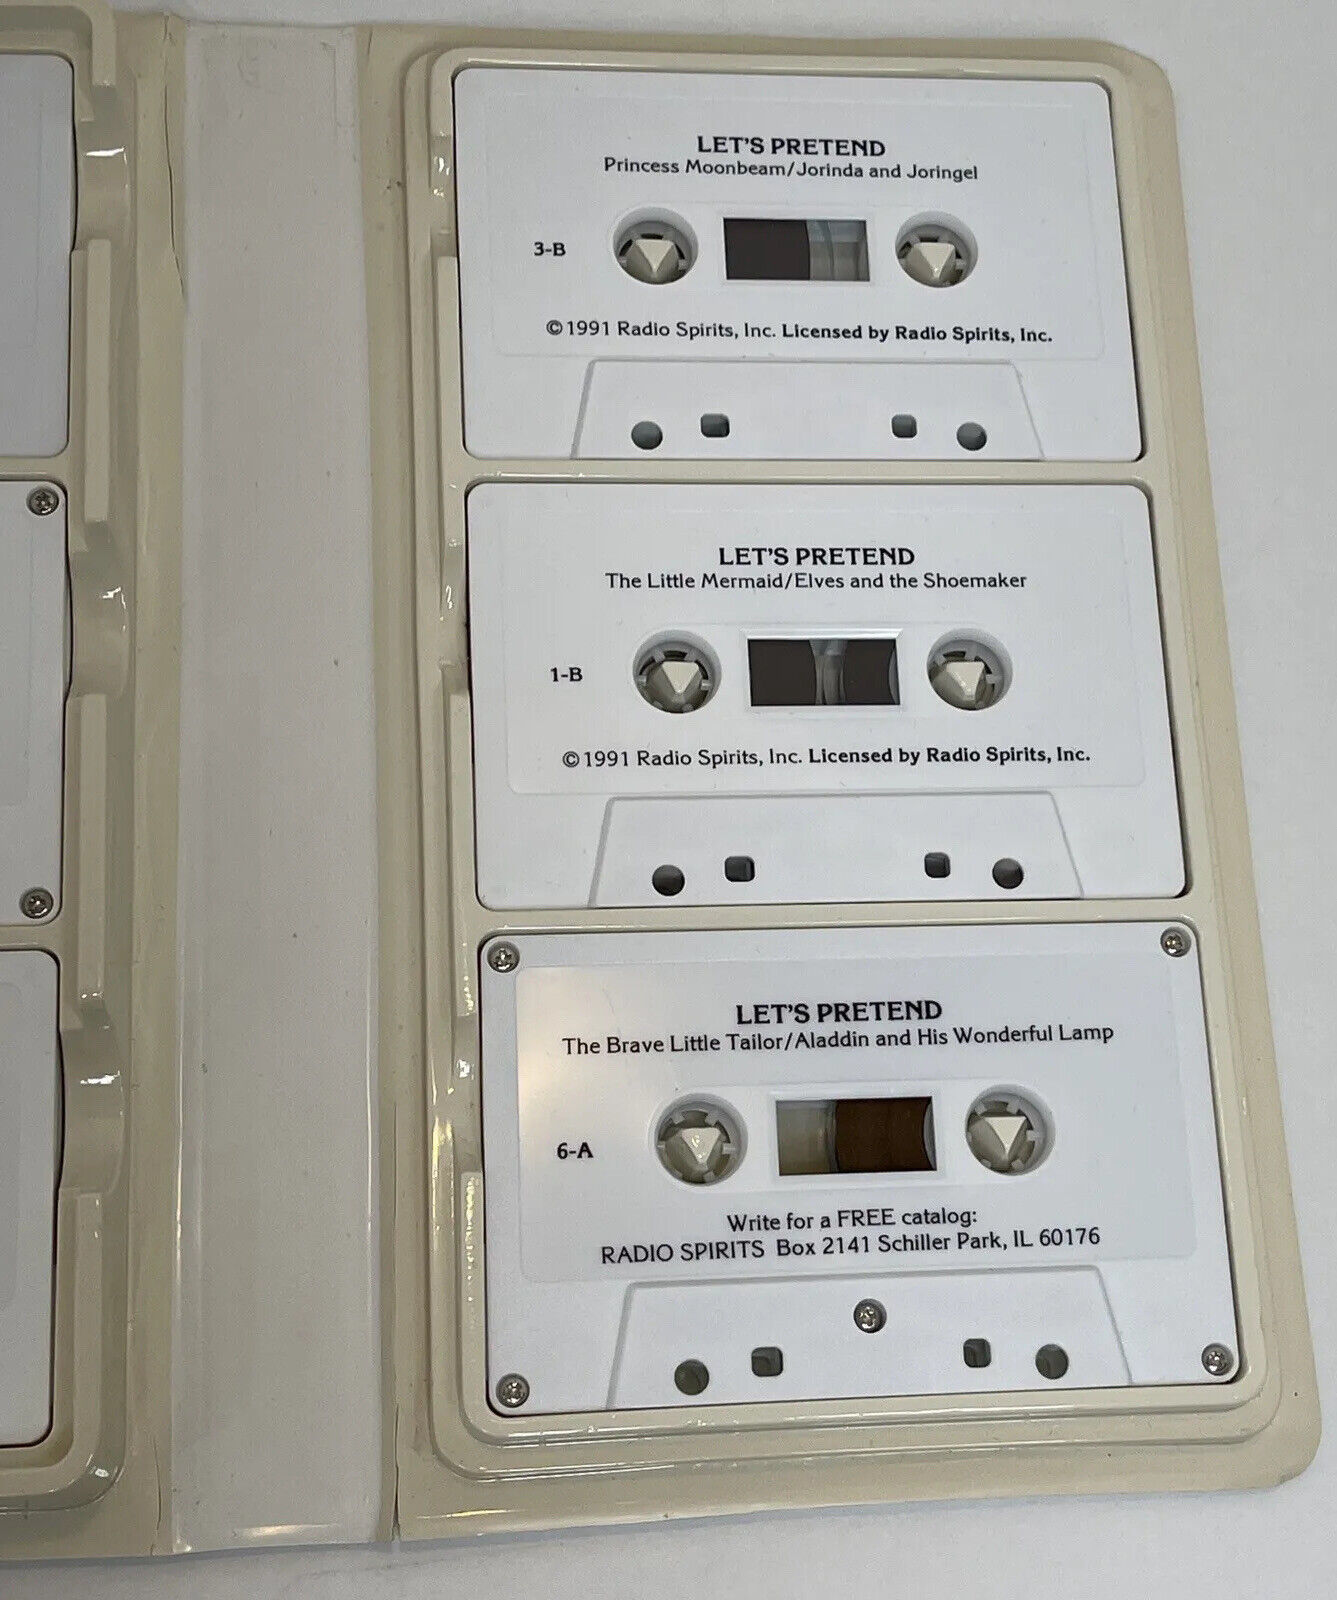 LET'S PRETEND
Princess Moonbeam/Jorinda and Joringel
3-B
©1991 Radio Spirits, Inc. Licensed by Radio Spirits, Inc.
LET'S PRETEND
The Little Mermaid/Elves and the Shoemaker
1-B
©1991 Radio Spirits, Inc. Licensed by Radio Spirits, Inc.
LET'S PRETEND
The Brave Little Tailor/Aladdin and His Wonderful Lamp
6-A
Write for a FREE catalog:
RADIO SPIRITS Box 2141 Schiller Park, IL 60176